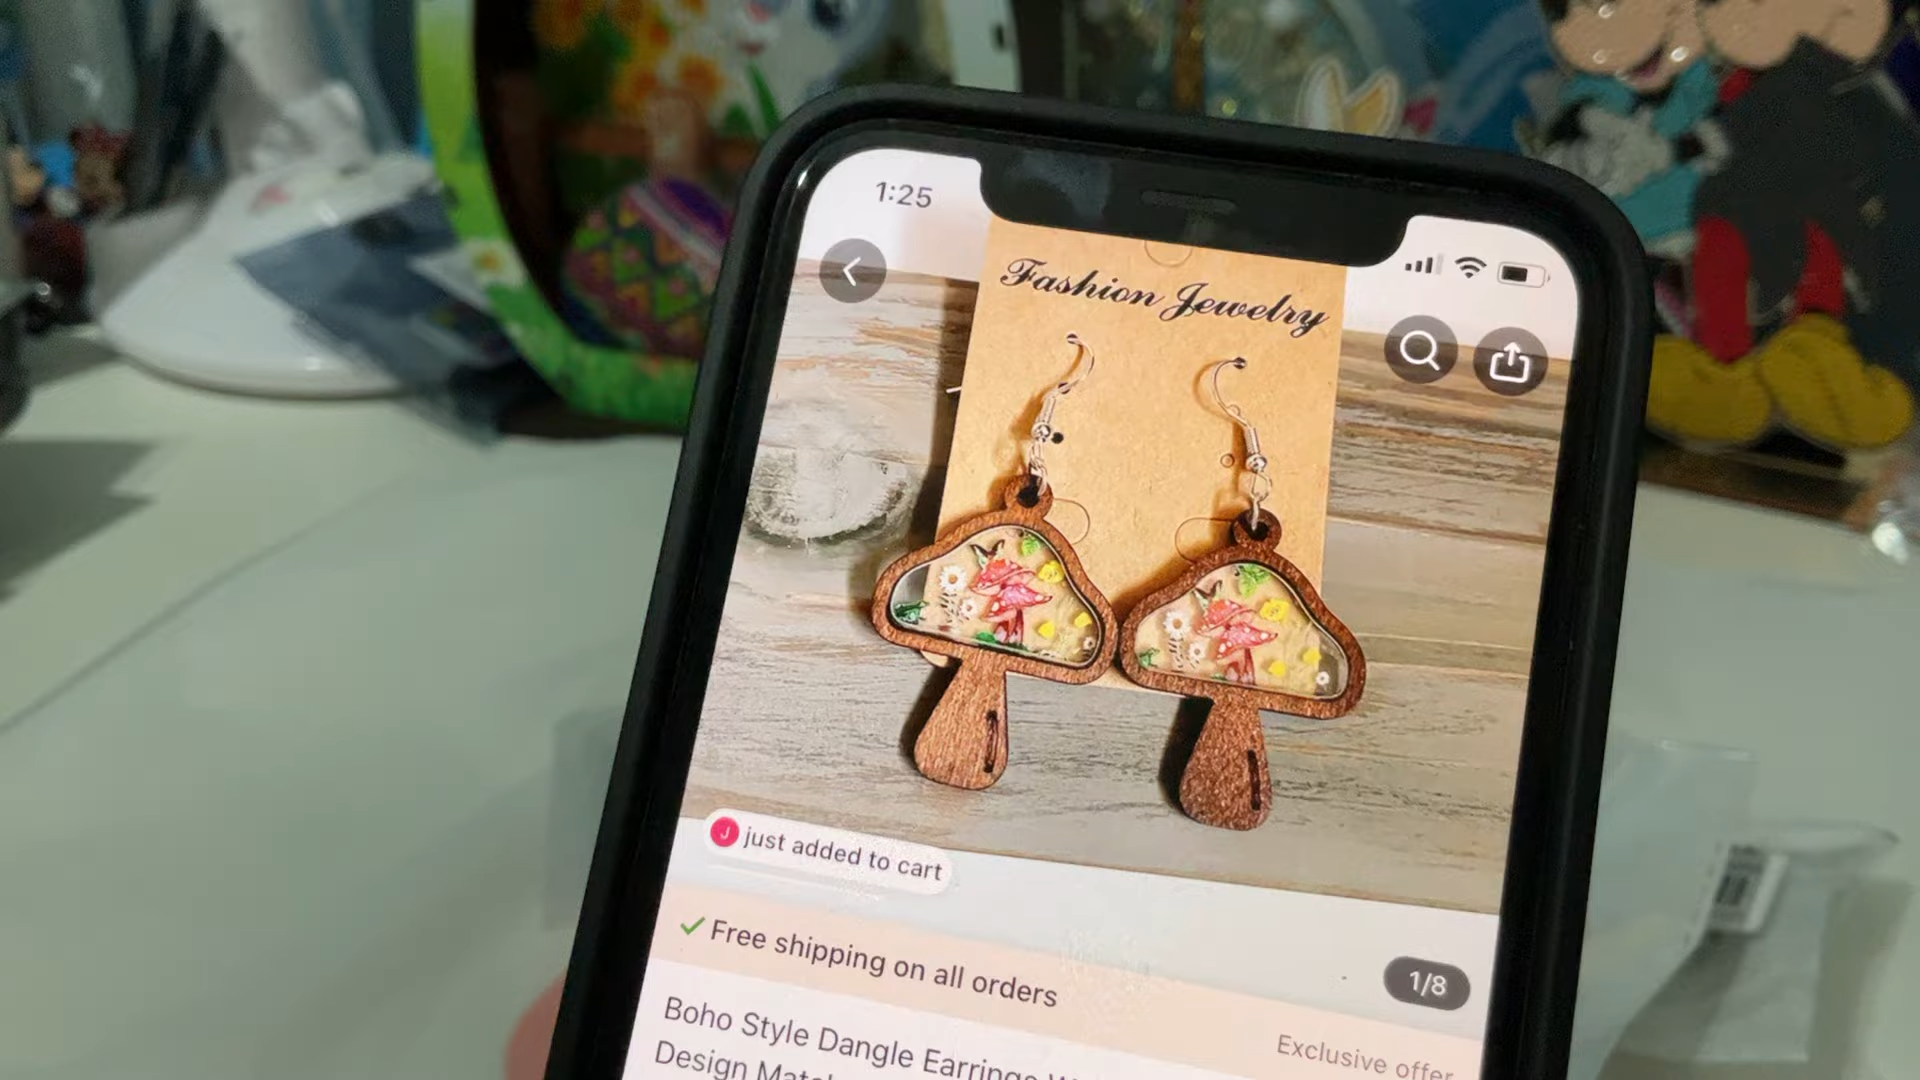 1:25
Fashion Jewelry
J just added to cart
Free shipping on all orders
1/8
Exclusive offer
Boho Style Dangle Earrings
Design